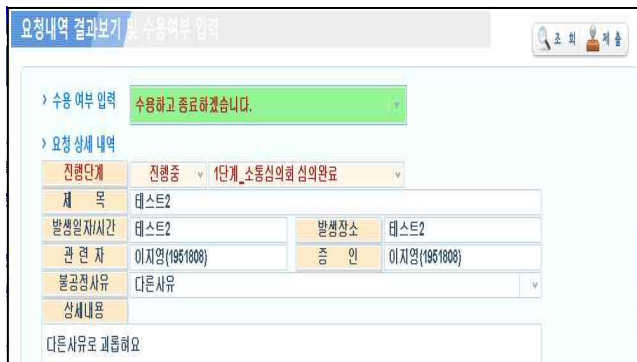 요청내역 결과보기 및 수용여부 입력
조 회 제 출
› 수용 여부 입력 수용하고 종료하겠습니다.
› 요청 상세 내역
진행단계 진행중 1단계_소통심의회 심의완료
제 목 테스트2
발생일자/시간 테스트2 발생장소 테스트2
관 련 자 이지영(1951808) 증 인 이지영(1951808)
불공정사유 다른사유
상세내용
다른사유로 괴롭혀요